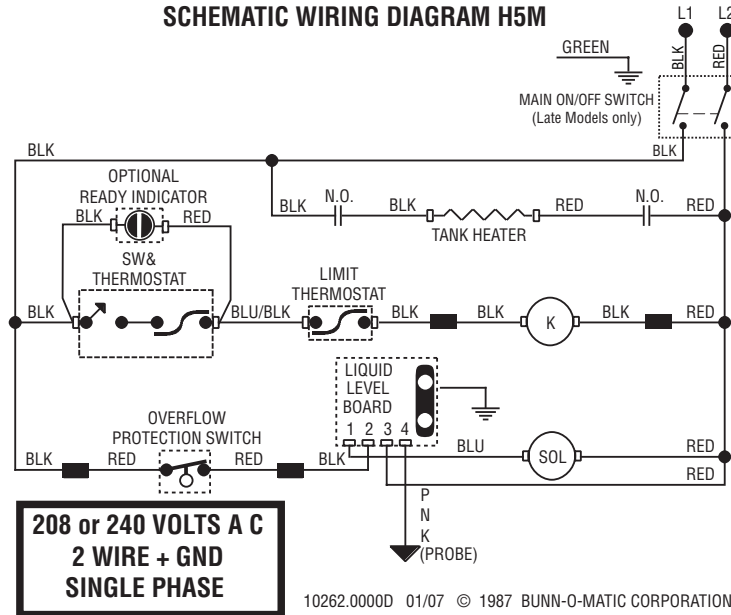 SCHEMATIC WIRING DIAGRAM H5M
L1
L2
GREEN
BLK
RED
MAIN ON/OFF SWITCH
(Late Models only)
BLK
BLK
OPTIONAL
READY INDICATOR
BLK
RED
BLK
N.O.
BLK
RED
N.O.
TANK HEATER
SW&
THERMOSTAT
LIMIT
THERMOSTAT
BLK
BLU/BLK
BLK
BLK
K
BLK
RED
LIQUID
LEVEL
BOARD
1 2 3 4
OVERFLOW
PROTECTION SWITCH
BLK
RED
RED
BLK
BLU
SOL
RED
RED
P
N
K
(PROBE)
208 or 240 VOLTS A C
2 WIRE + GND
SINGLE PHASE
10262.0000D 01/07 © 1987 BUNN-O-MATIC CORPORATION